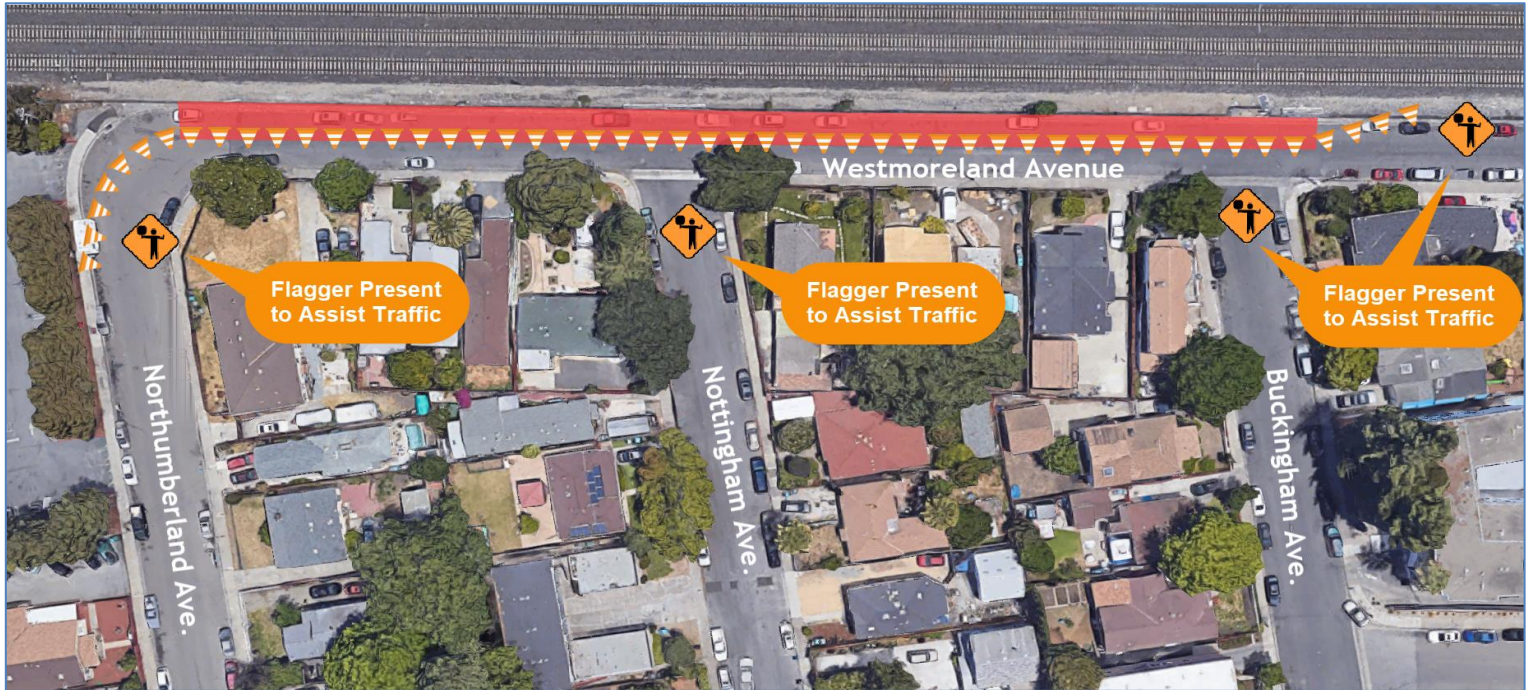 Westmoreland Avenue
Flagger Present
to Assist Traffic
Flagger Present
to Assist Traffic
Flagger Present
to Assist Traffic
Northumberland Ave.
Nottingham Ave.
Buckingham Ave.